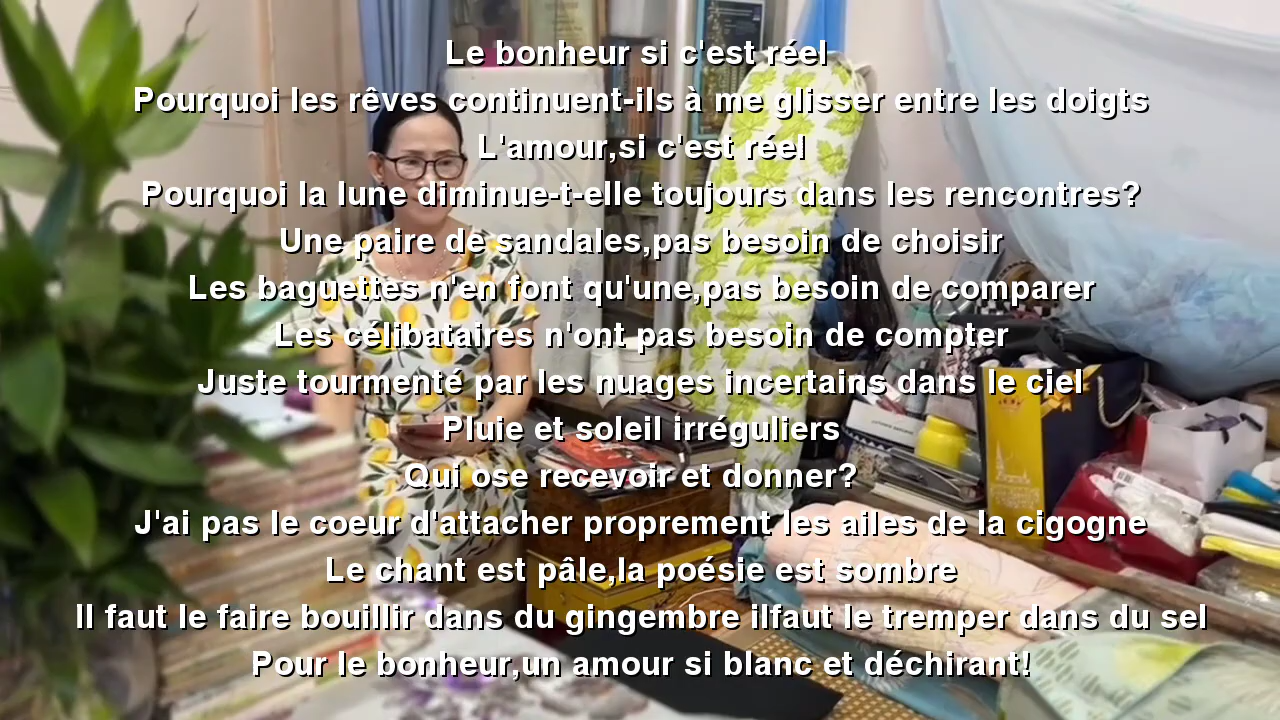 Le bonheur si c'est réel
Pourquoi les rêves continuent-ils à me glisser entre les doigts
L'amour,si c'est réel
Pourquoi la lune diminue-t-elle toujours dans les rencontres?
Une paire de sandales,pas besoin de choisir
Les baguettes n'en font qu'une,pas besoin de comparer
Les célibataires n'ont pas besoin de compter
Juste tourmenté par les nuages incertains dans le ciel
Pluie et soleil irréguliers
Qui ose recevoir et donner?
J'ai pas le coeur d'attacher proprement les ailes de la cigogne
Le chant est pâle,la poésie est sombre
Il faut le faire bouillir dans du gingembre ilfaut le tremper dans du sel
Pour le bonheur,un amour si blanc et déchirant!